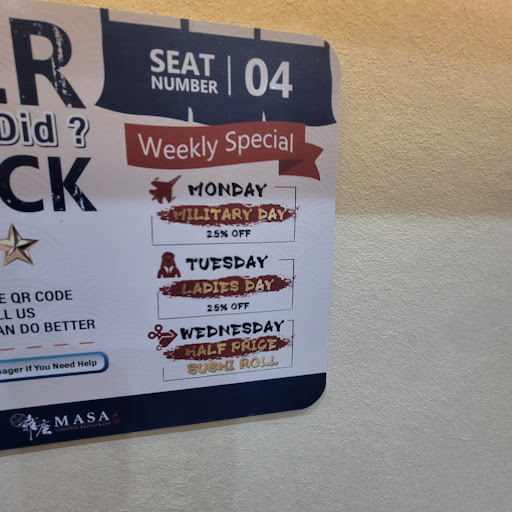 ER
SEAT
NUMBER
04
Did ?
CK
Weekly Special
MONDAY
MILITARY DAY
25% OFF
TUESDAY
LADIES DAY
25% OFF
WEDNESDAY
HALF PRICE
SUSHI ROLL
E QR CODE
LL US
AN DO BETTER
ager If You Need Help
MASA